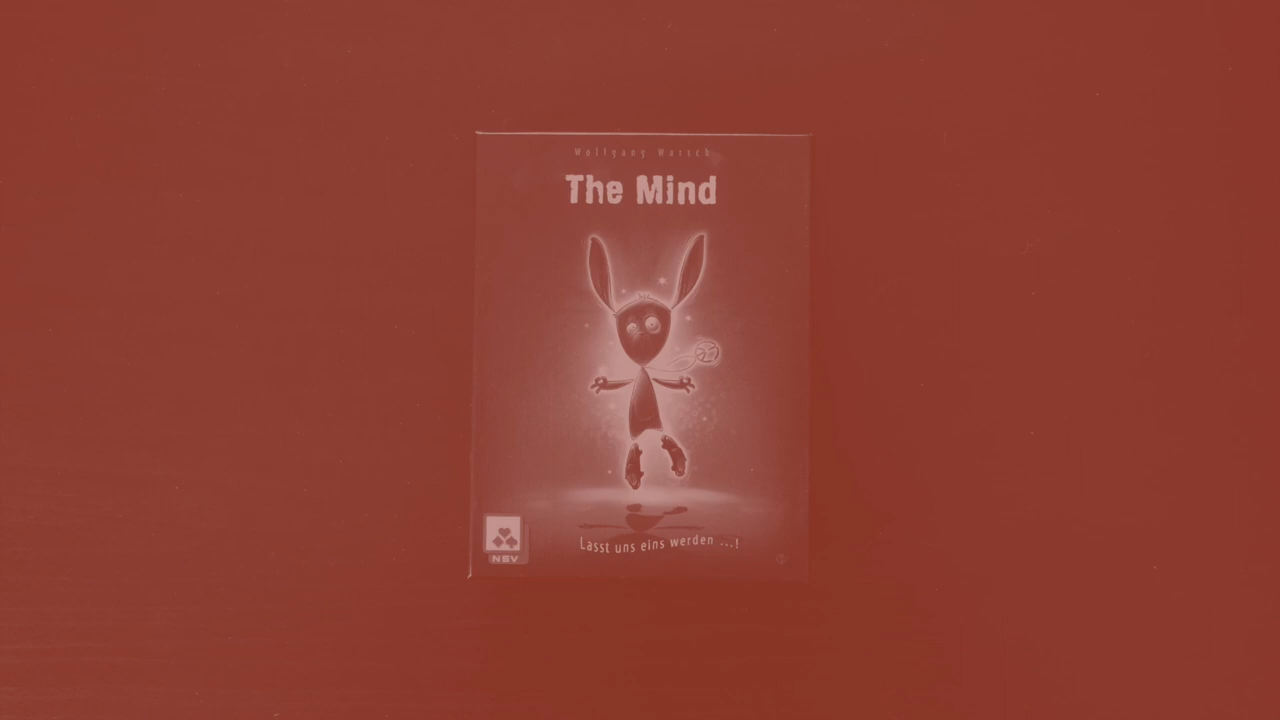 Wolfgang Warsch
The Mind
NSV
Lasst uns eins werden ...!